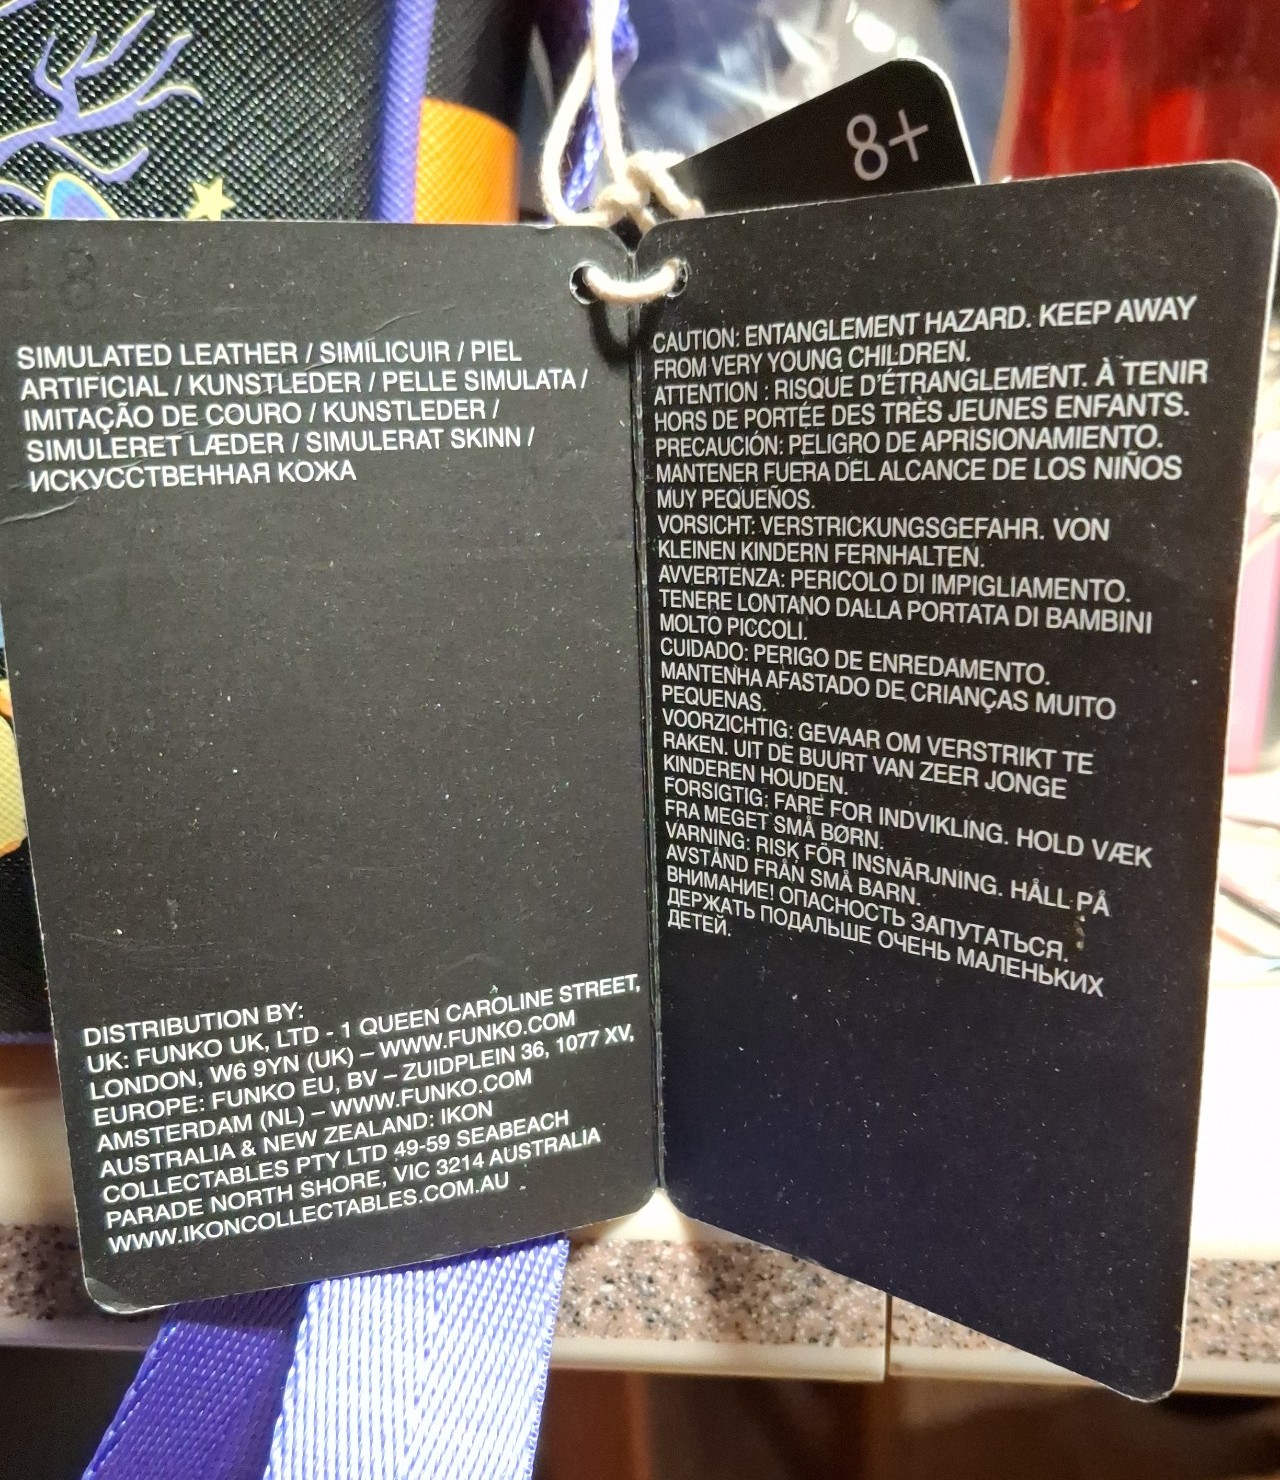 8+
SIMULATED LEATHER / SIMILICUIR / PIEL
ARTIFICIAL / KUNSTLEDER / PELLE SIMULATA /
IMITAÇÃO DE COURO / KUNSTLEDER /
SIMULERET LÆDER / SIMULERAT SKINN /
ИСКУССТВЕННАЯ КОЖА
DISTRIBUTION BY:
UK: FUNKO UK, LTD - 1 QUEEN CAROLINE STREET,
LONDON, W6 9YN (UK) – WWW.FUNKO.COM
EUROPE: FUNKO EU, BV – ZUIDPLEIN 36, 1077 XV,
AMSTERDAM (NL) – WWW.FUNKO.COM
AUSTRALIA & NEW ZEALAND: IKON
COLLECTABLES PTY LTD 49-59 SEABEACH
PARADE NORTH SHORE, VIC 3214 AUSTRALIA
WWW.IKONCOLLECTABLES.COM.AU
CAUTION: ENTANGLEMENT HAZARD. KEEP AWAY
FROM VERY YOUNG CHILDREN.
ATTENTION : RISQUE D'ÉTRANGLEMENT. À TENIR
HORS DE PORTÉE DES TRÈS JEUNES ENFANTS.
PRECAUCIÓN: PELIGRO DE APRISIONAMIENTO.
MANTENER FUERA DEL ALCANCE DE LOS NIÑOS
MUY PEQUEÑOS.
VORSICHT: VERSTRICKUNGSGEFAHR. VON
KLEINEN KINDERN FERNHALTEN.
AVVERTENZA: PERICOLO DI IMPIGLIAMENTO.
TENERE LONTANO DALLA PORTATA DI BAMBINI
MOLTO PICCOLI.
CUIDADO: PERIGO DE ENREDAMENTO.
MANTENHA AFASTADO DE CRIANÇAS MUITO
PEQUENAS.
VOORZICHTIG: GEVAAR OM VERSTRIKT TE
RAKEN. UIT DE BUURT VAN ZEER JONGE
KINDEREN HOUDEN.
FORSIGTIG: FARE FOR INDVIKLING. HOLD VÆK
FRA MEGET SMÅ BØRN.
VARNING: RISK FÖR INSNÄRJNING. HÅLL PÅ
AVSTÅND FRÅN SMÅ BARN.
ВНИМАНИЕ! ОПАСНОСТЬ ЗАПУТАТЬСЯ.
ДЕРЖАТЬ ПОДАЛЬШЕ ОЧЕНЬ МАЛЕНЬКИХ
ДЕТЕЙ.